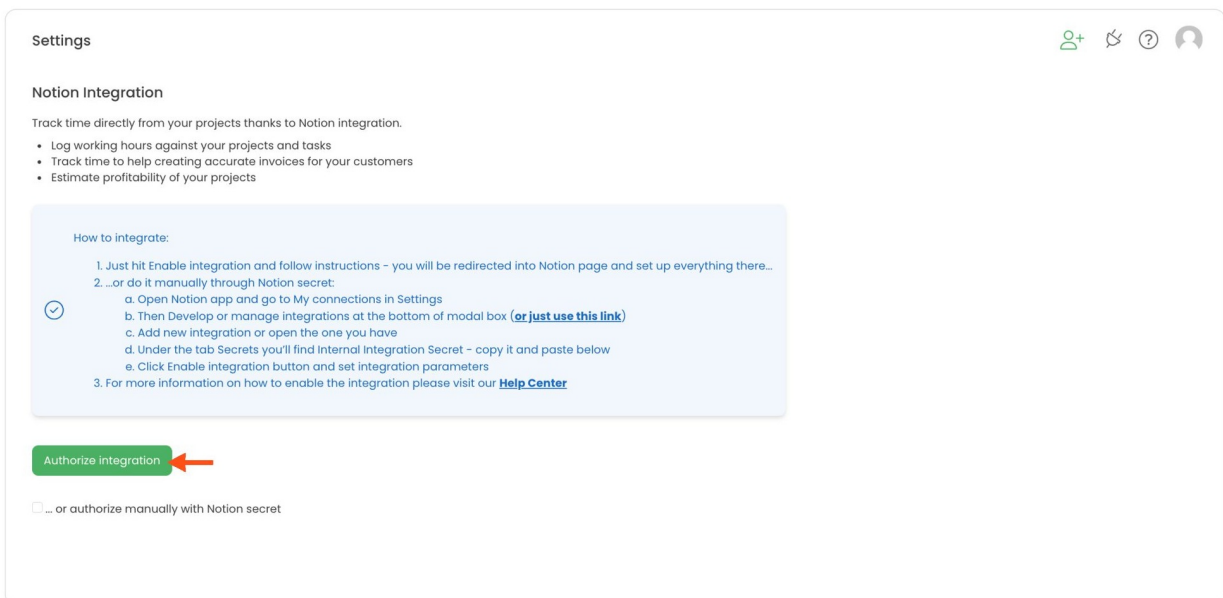 Settings
Notion Integration
Track time directly from your projects thanks to Notion integration.
• Log working hours against your projects and tasks
• Track time to help creating accurate invoices for your customers
• Estimate profitability of your projects
How to integrate:
1. Just hit Enable integration and follow instructions - you will be redirected into Notion page and set up everything there...
2. ...or do it manually through Notion secret:
a. Open Notion app and go to My connections in Settings
b. Then Develop or manage integrations at the bottom of modal box (or just use this link)
c. Add new integration or open the one you have
d. Under the tab Secrets you'll find Internal Integration Secret - copy it and paste below
e. Click Enable integration button and set integration parameters
3. For more information on how to enable the integration please visit our Help Center
Authorize integration
... or authorize manually with Notion secret